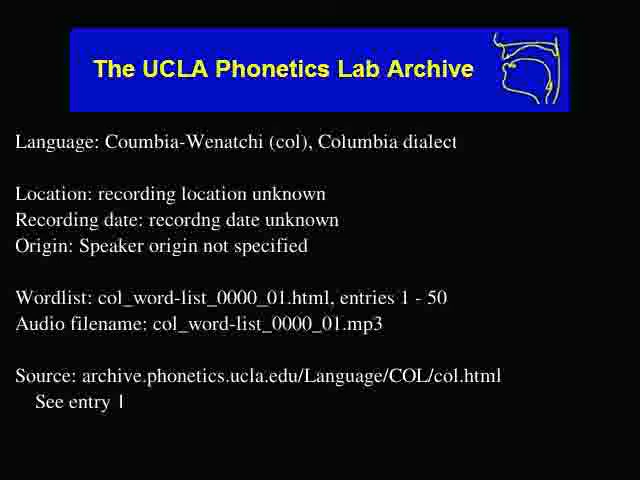 The UCLA Phonetics Lab Archive
Language: Coumbia-Wenatchi (col), Columbia dialect
Location: recording location unknown
Recording date: recordng date unknown
Origin: Speaker origin not specified
Wordlist: col_word-list_0000_01.html, entries 1 - 50
Audio filename: col_word-list_0000_01.mp3
Source: archive.phonetics.ucla.edu/Language/COL/col.html
See entry 1